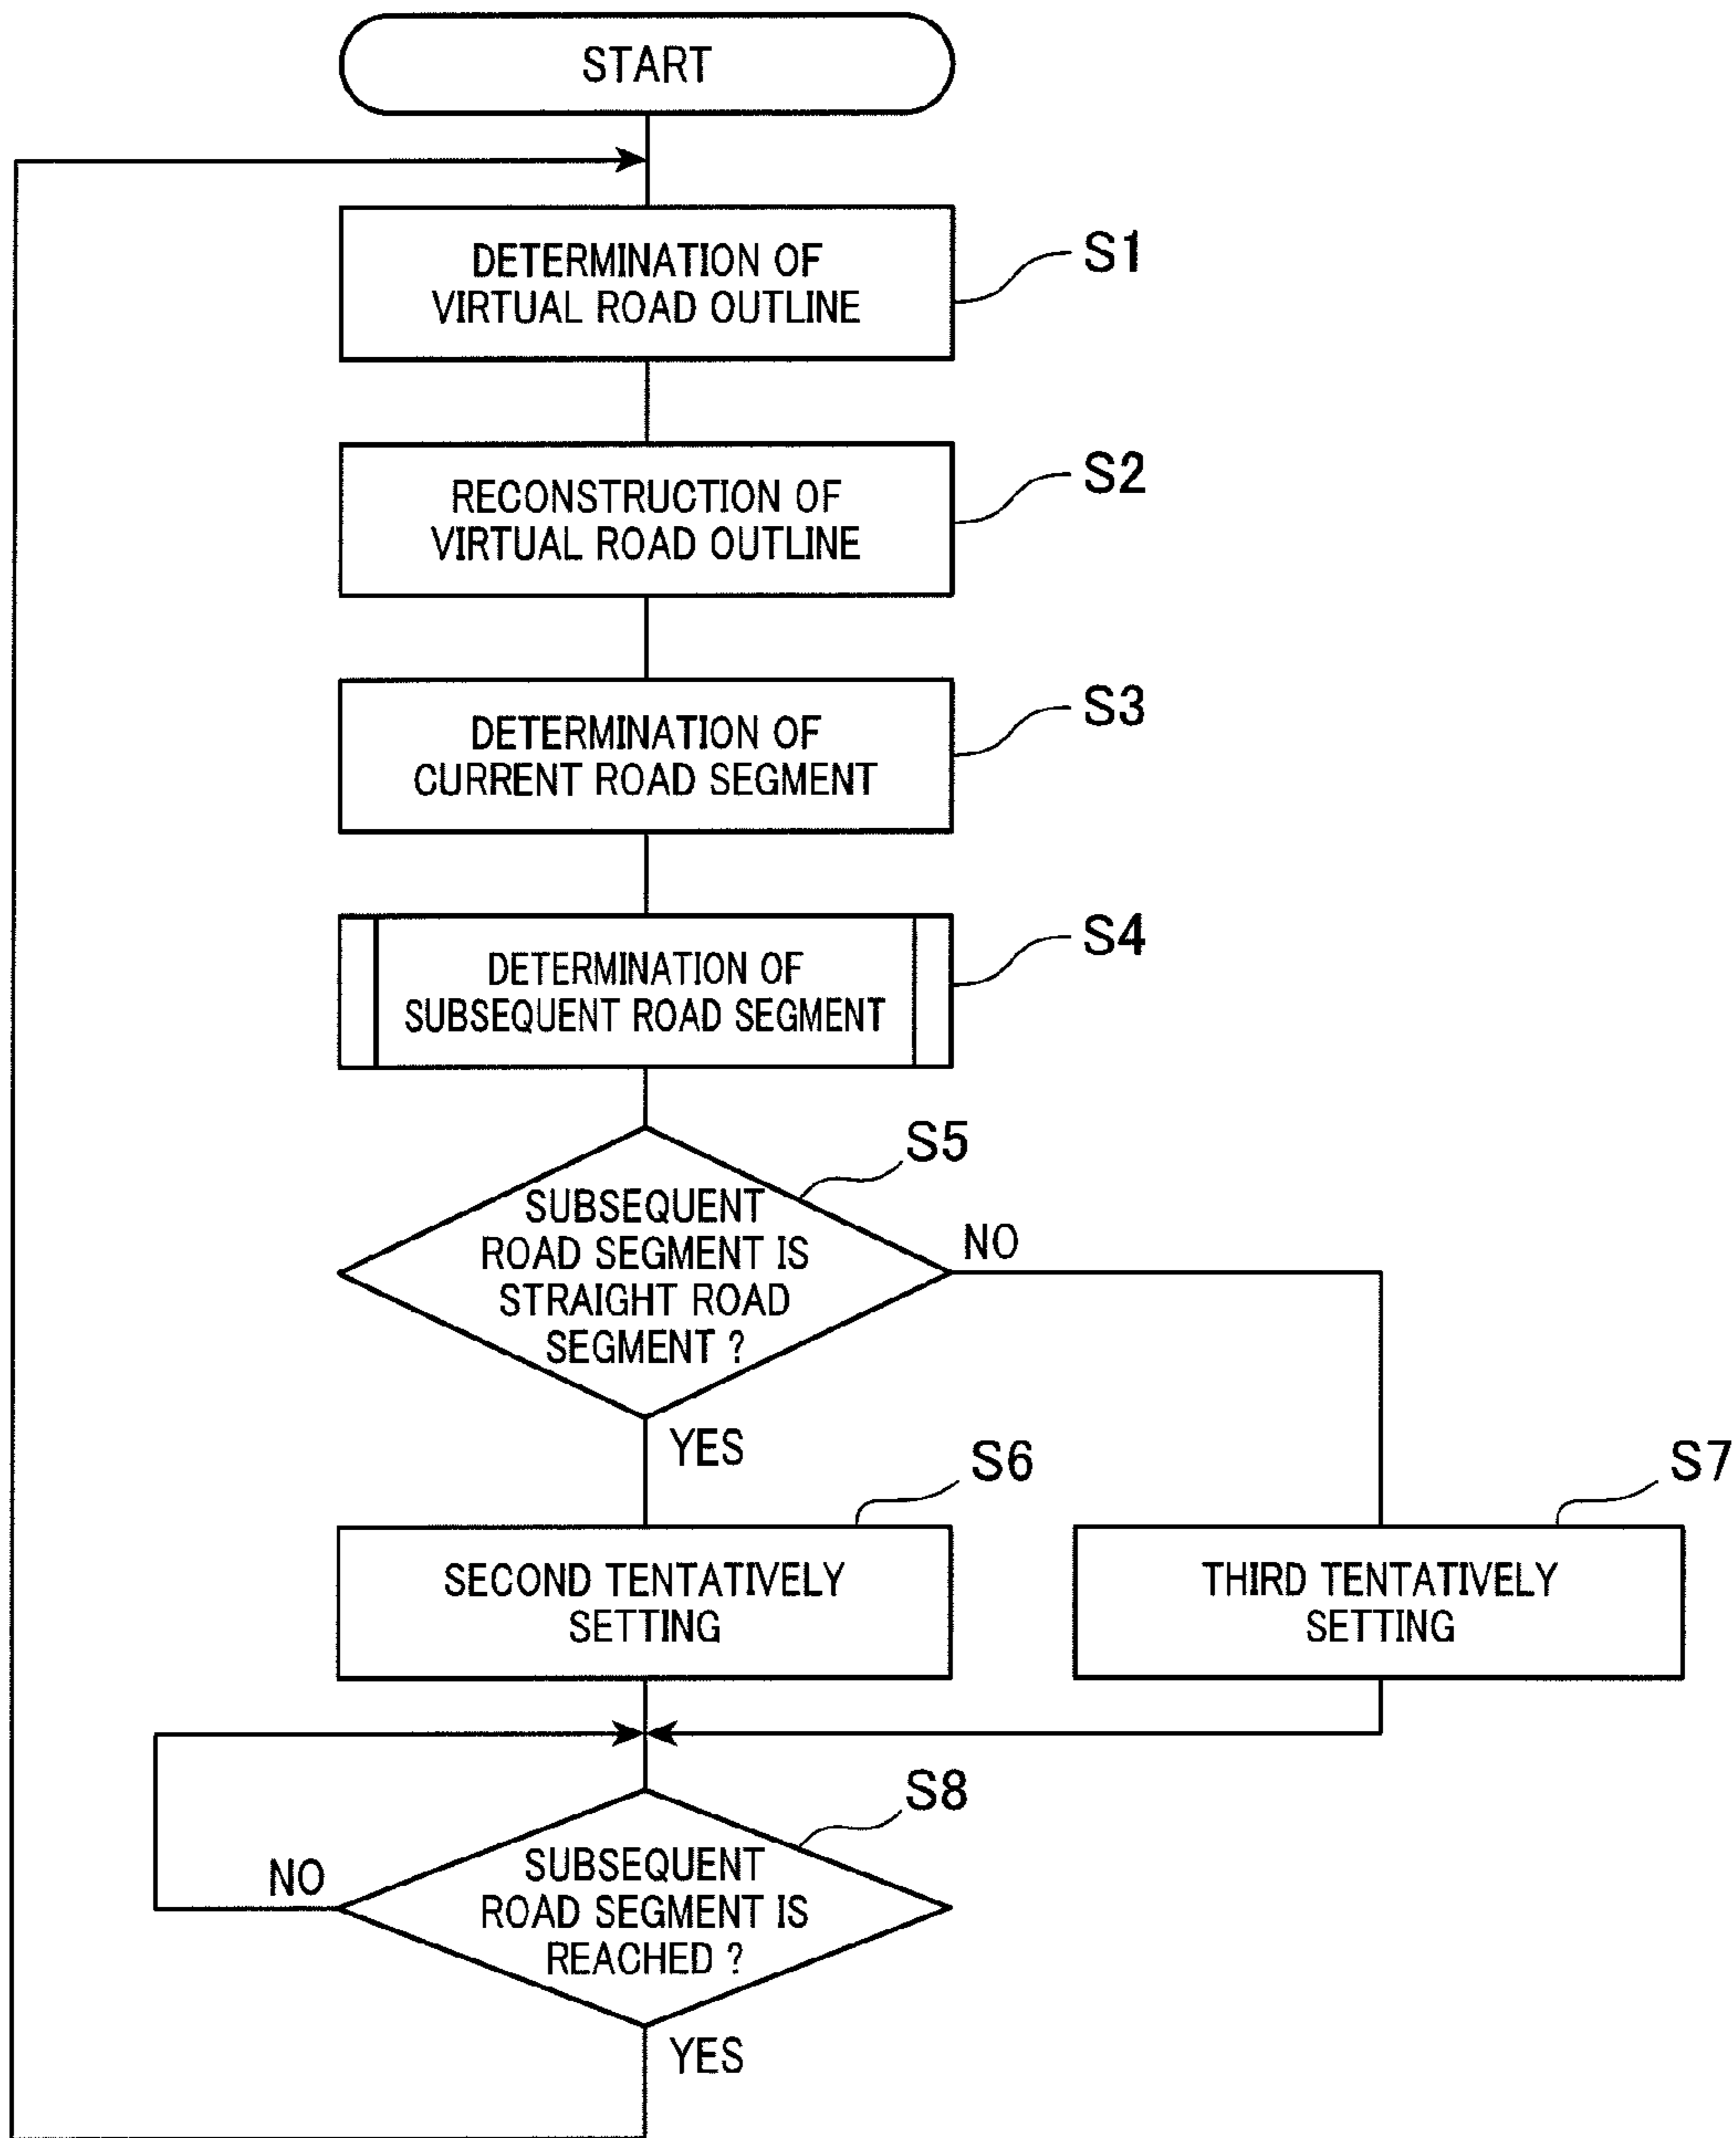 START
DETERMINATION OF
VIRTUAL ROAD OUTLINE
S1
RECONSTRUCTION OF
VIRTUAL ROAD OUTLINE
S2
DETERMINATION OF
CURRENT ROAD SEGMENT
S3
DETERMINATION OF
SUBSEQUENT ROAD SEGMENT
S4
SUBSEQUENT
ROAD SEGMENT IS
STRAIGHT ROAD
SEGMENT ?
S5
NO
YES
SECOND TENTATIVELY
SETTING
S6
THIRD TENTATIVELY
SETTING
S7
SUBSEQUENT
ROAD SEGMENT IS
REACHED ?
S8
NO
YES